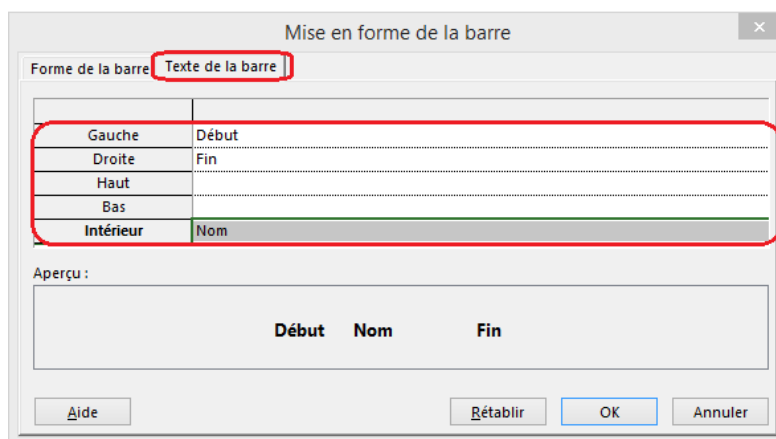 Mise en forme de la barre
Forme de la barre Texte de la barre
Gauche Début
Droite Fin
Haut
Bas
Intérieur Nom
Aperçu :
Début Nom Fin
Aide Rétablir OK Annuler